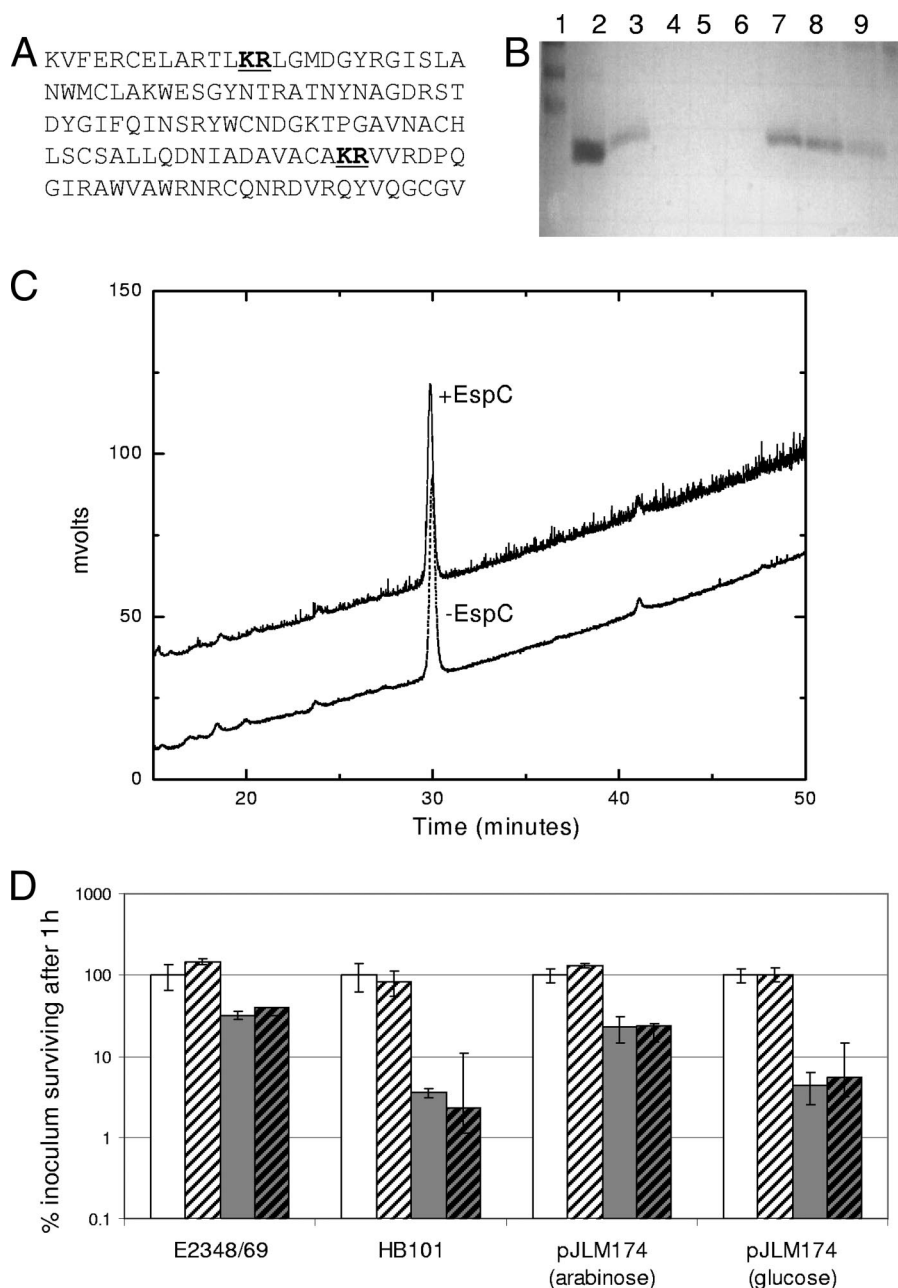 A
KVFERCELARTLKRLGMDGYRGISLA
NWMCLAKWESGYNTRATNYNAGDRST
DYGIFQINSRYWCNDGKTPGAVNACH
LSCSALLQDNIADAVACAKRVVRDPQ
GIRAWVAWRNRCQNRDVRQYVQGCGV
B
1 2 3 4 5 6 7 8 9
C
150
100
50
0
mvolts
+EspC
-EspC
20 30 40 50
Time (minutes)
D
1000
100
10
1
0.1
% inoculum surviving after 1h
E2348/69 HB101 pJLM174 pJLM174
(arabinose) (glucose)